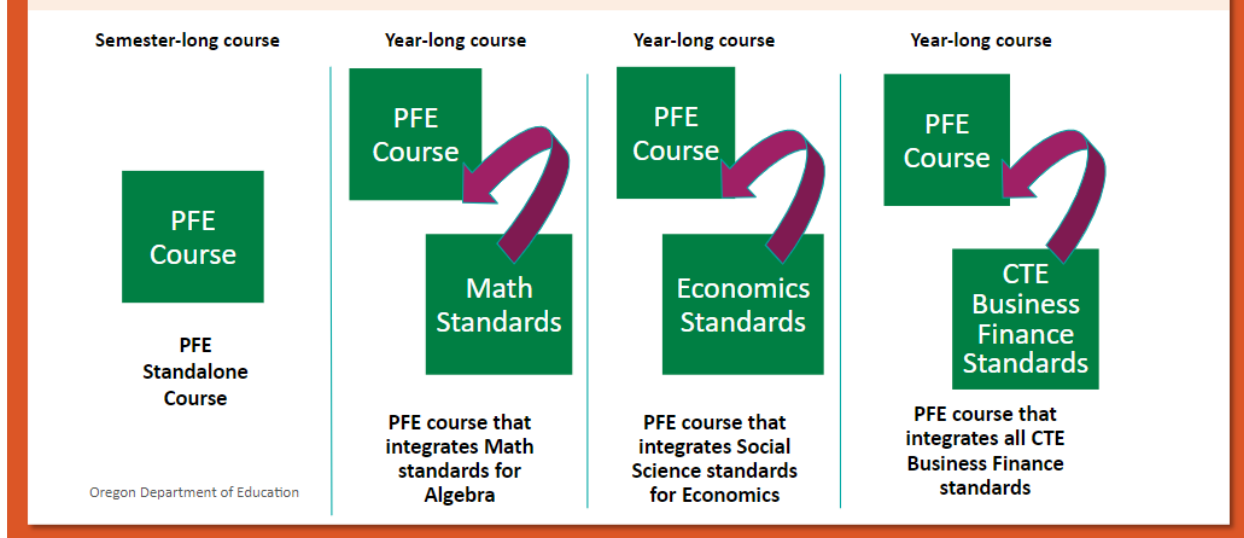 Semester-long course
PFE
Course
PFE
Standalone
Course
Oregon Department of Education
Year-long course
PFE
Course
Math
Standards
PFE course that
integrates Math
standards for
Algebra
Year-long course
PFE
Course
Economics
Standards
PFE course that
integrates Social
Science standards
for Economics
Year-long course
PFE
Course
CTE
Business
Finance
Standards
PFE course that
integrates all CTE
Business Finance
standards